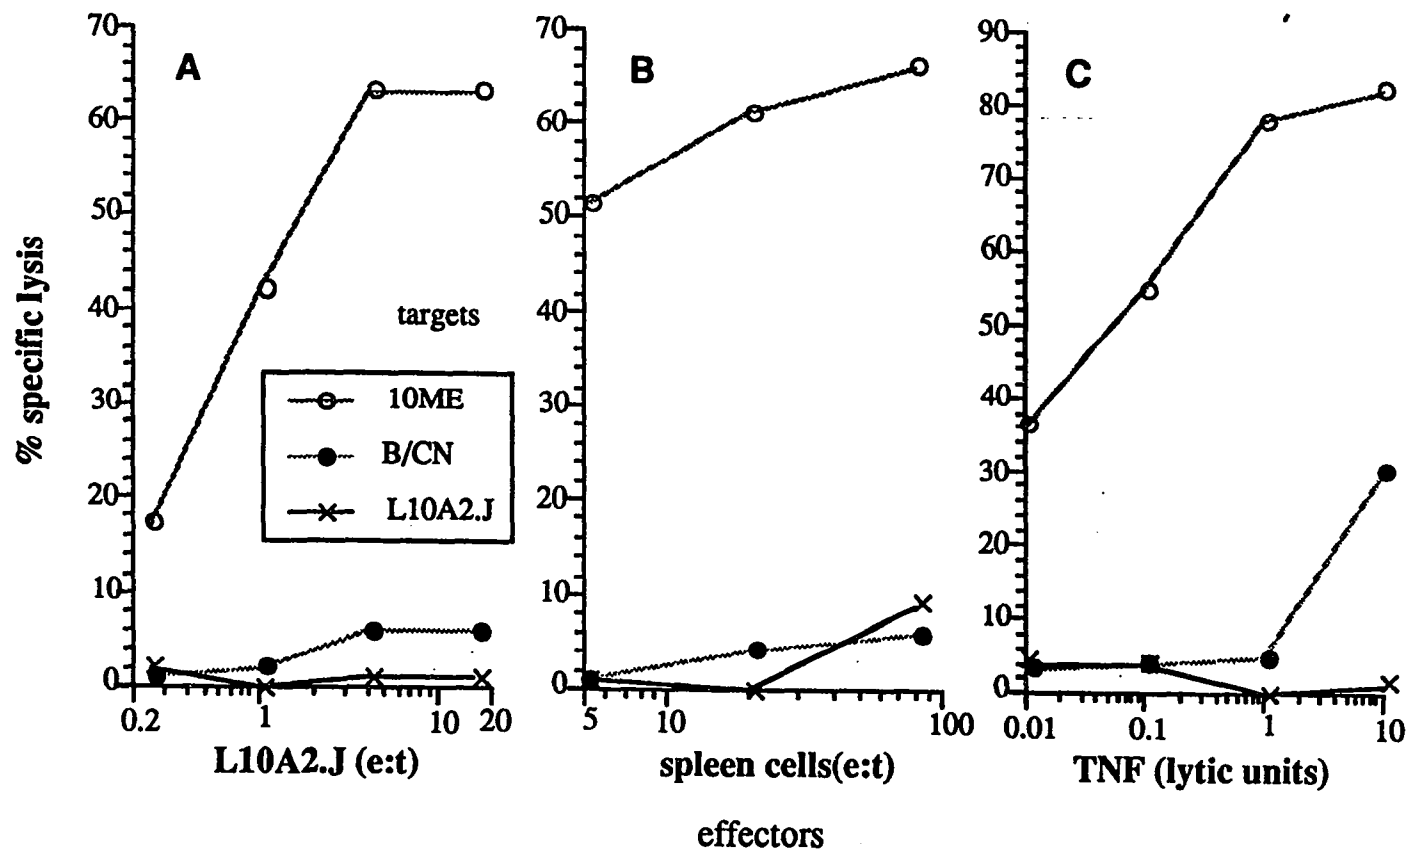 % specific lysis
A
70
60
50
40
30
20
10
0
0.2 1 10 20
L10A2.J (e:t)
targets
10ME
B/CN
L10A2.J
B
70
60
50
40
30
20
10
0
5 10 100
spleen cells(e:t)
C
90
80
70
60
50
40
30
20
10
0
0.01 0.1 1 10
TNF (lytic units)
effectors